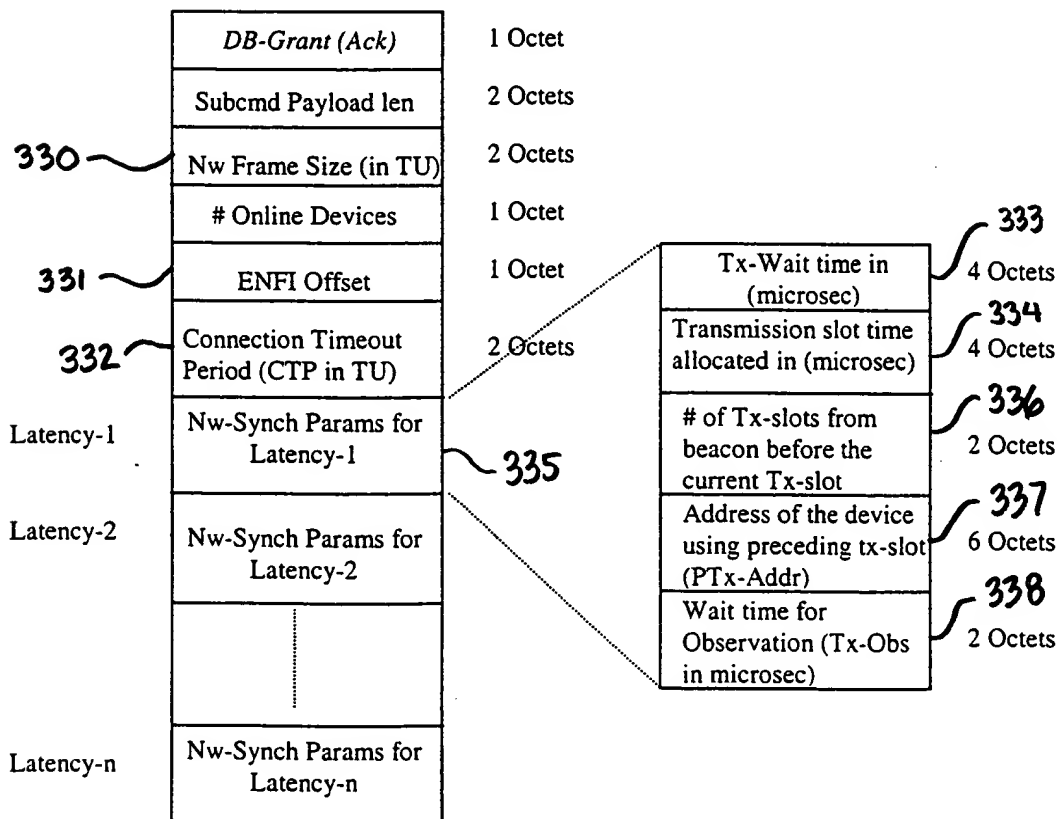 DB-Grant (Ack)
1 Octet
Subcmd Payload len
2 Octets
330
Nw Frame Size (in TU)
2 Octets
# Online Devices
1 Octet
331
ENFI Offset
1 Octet
332
Connection Timeout
Period (CTP in TU)
2 Octets
Latency-1
Nw-Synch Params for
Latency-1
335
Latency-2
Nw-Synch Params for
Latency-2
Latency-n
Nw-Synch Params for
Latency-n
333
Tx-Wait time in
(microsec)
4 Octets
334
Transmission slot time
allocated in (microsec)
4 Octets
336
# of Tx-slots from
beacon before the
current Tx-slot
2 Octets
337
Address of the device
using preceding tx-slot
(PTx-Addr)
6 Octets
338
Wait time for
Observation (Tx-Obs
in microsec)
2 Octets